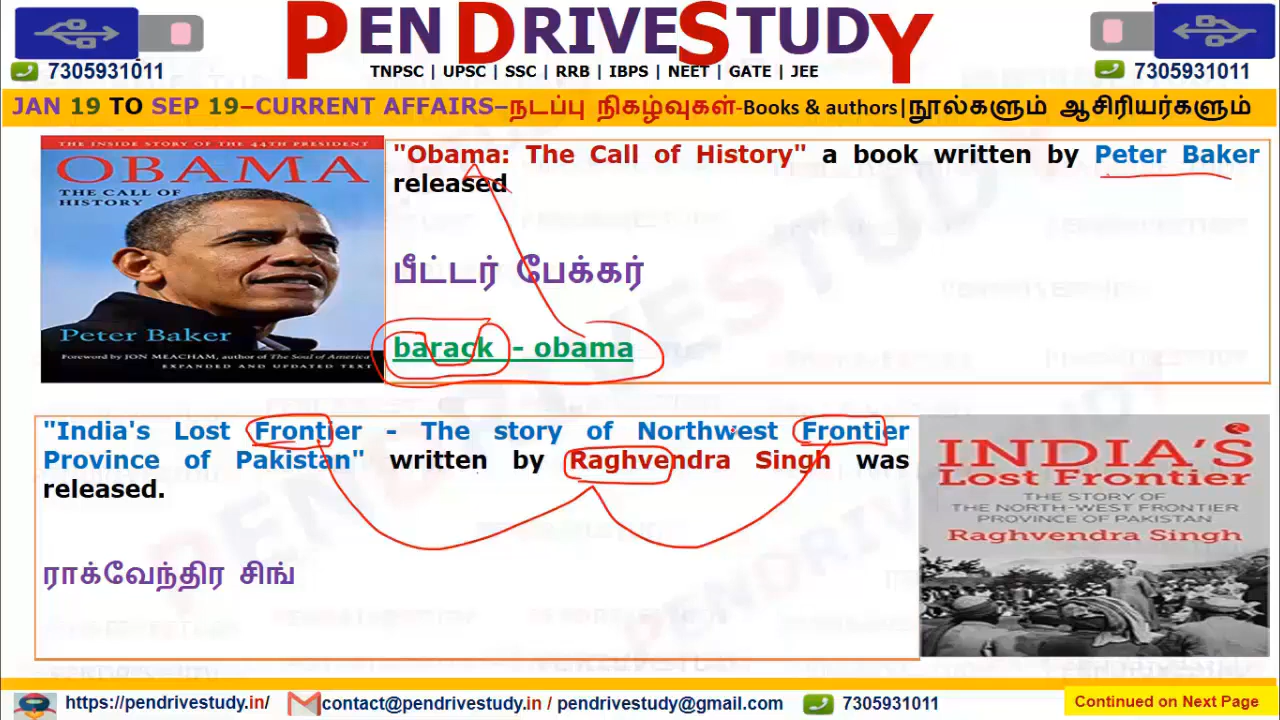 PENDRIVESTUDY
TNPSC | UPSC | SSC | RRB | IBPS | NEET | GATE | JEE
7305931011
7305931011
JAN 19 TO SEP 19–CURRENT AFFAIRS–நடப்பு நிகழ்வுகள்-Books & authors|நூல்களும் ஆசிரியர்களும்
THE INSIDE STORY OF THE 44TH PRESIDENT
OBAMA
THE CALL OF
HISTORY
Peter Baker
Foreword by JON MEACHAM, author of The Soul of America
EXPANDED AND UPDATED TEXT
"Obama: The Call of History" a book written by Peter Baker
released
பீட்டர் பேக்கர்
barack - obama
"India's Lost Frontier - The story of Northwest Frontier
Province of Pakistan" written by Raghvendra Singh was
released.
ராக்வேந்திர சிங்
INDIA'S
Lost Frontier
THE STORY OF
THE NORTH-WEST FRONTIER
PROVINCE OF PAKISTAN
Raghvendra Singh
https://pendrivestudy.in/
contact@pendrivestudy.in / pendrivestudy@gmail.com
7305931011
Continued on Next Page